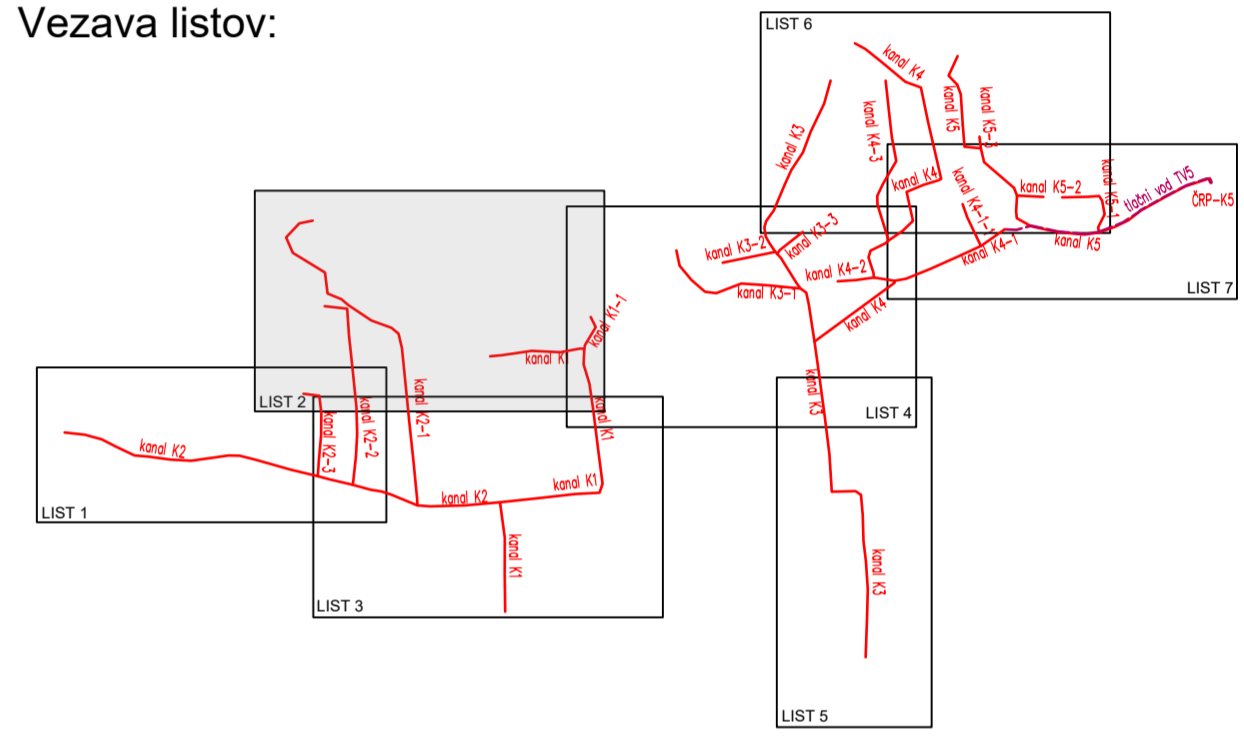 Vezava listov:
LIST 6
kanal K4
kanal K3
kanal K4-3
kanal K5
kanal K5-3
kanal K4
kanal K4-1-1
kanal K5-2
kanal K5-1
tlačni vod TV5
ČRP-K5
kanal K3-2
kanal K3-3
kanal K4-2
kanal K4-1
kanal K5
LIST 7
kanal K3-1
kanal K4
kanal K1-1
kanal K
kanal K3
LIST 4
LIST 2
kanal K2-3
kanal K2-2
kanal K2-1
kanal K1
kanal K2
LIST 1
kanal K2
kanal K1
kanal K1
LIST 3
kanal K3
LIST 5